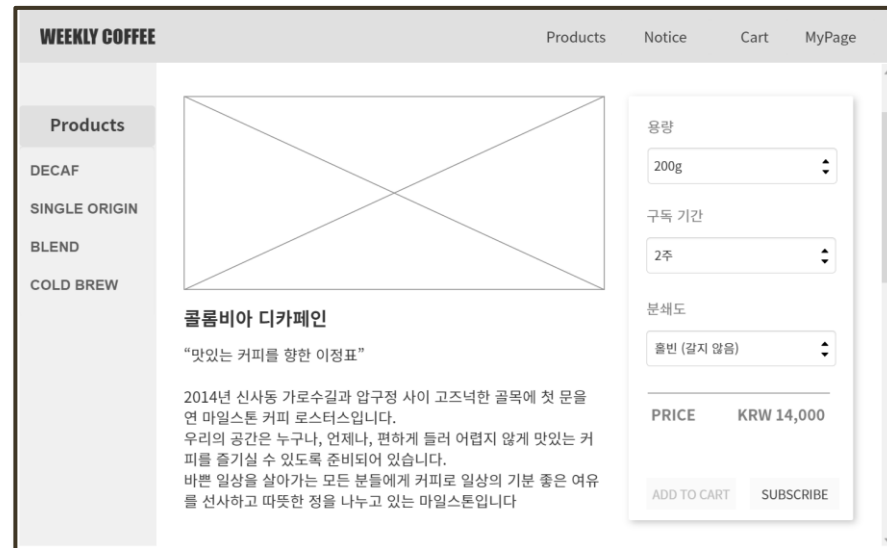 WEEKLY COFFEE
Products
Notice
Cart
MyPage
Products
DECAF
SINGLE ORIGIN
BLEND
COLD BREW
콜롬비아 디카페인
“맛있는 커피를 향한 이정표”
2014년 신사동 가로수길과 압구정 사이 고즈넉한 골목에 첫 문을
연 마일스톤 커피 로스터스입니다.
우리의 공간은 누구나, 언제나, 편하게 들러 어렵지 않게 맛있는 커
피를 즐기실 수 있도록 준비되어 있습니다.
바쁜 일상을 살아가는 모든 분들에게 커피로 일상의 기분 좋은 여유
를 선사하고 따뜻한 정을 나누고 있는 마일스톤입니다
용량
200g
구독 기간
2주
분쇄도
홀빈 (갈지 않음)
PRICE KRW 14,000
ADD TO CART
SUBSCRIBE